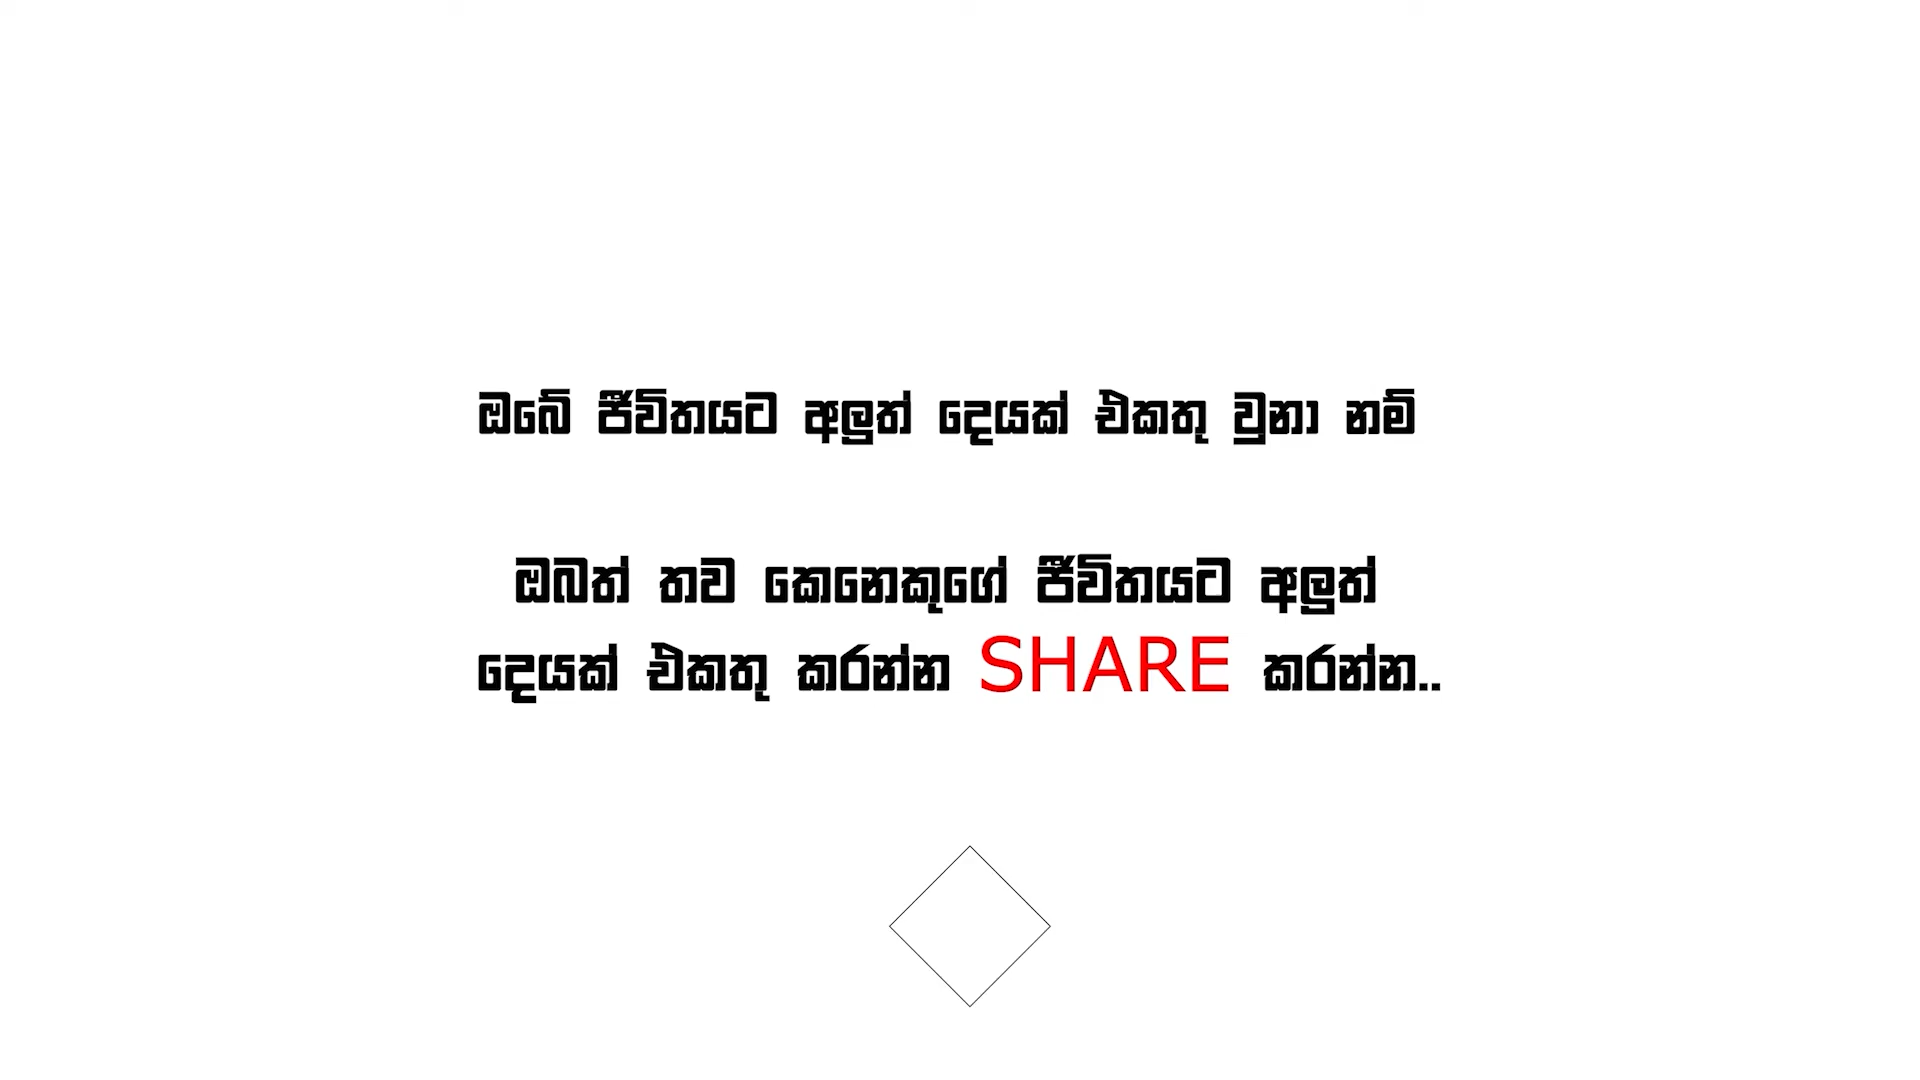 ඔබේ ජීවිතයට අලුත් දෙයක් එකතු වුනා නම්
ඔබත් තව කෙනෙකුගේ ජීවිතයට අලුත්
දෙයක් එකතු කරන්න SHARE කරන්න..